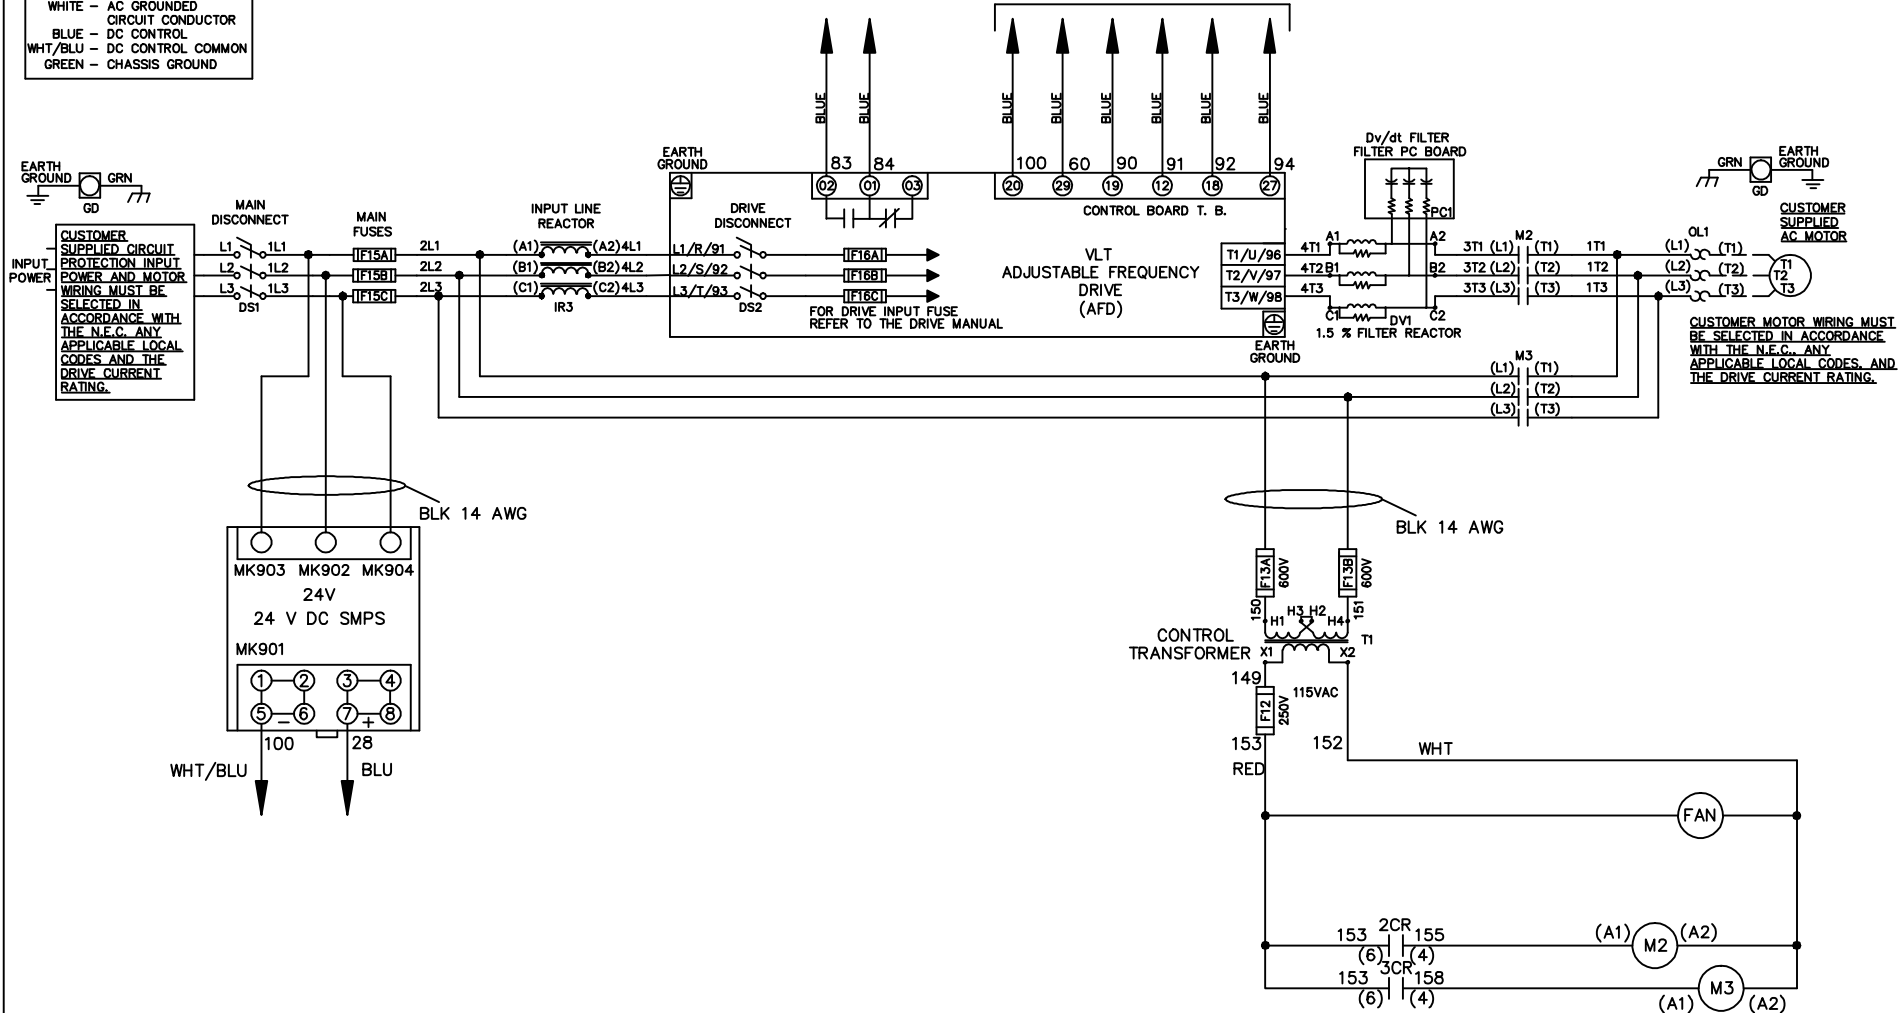 WHITE – AC GROUNDED
CIRCUIT CONDUCTOR
BLUE – DC CONTROL
WHT/BLU – DC CONTROL COMMON
GREEN – CHASSIS GROUND
BLUE
BLUE
BLUE
BLUE
BLUE
BLUE
BLUE
BLUE
EARTH
GROUND
GRN
GD
CUSTOMER
SUPPLIED CIRCUIT
PROTECTION INPUT
POWER AND MOTOR
WIRING MUST BE
SELECTED IN
ACCORDANCE WITH
THE N.E.C. ANY
APPLICABLE LOCAL
CODES AND THE
DRIVE CURRENT
RATING.
INPUT
POWER
MAIN
DISCONNECT
L1 1L1
L2 1L2
L3 1L3
DS1
MAIN
FUSES
F15A
F15B
F15C
2L1
2L2
2L3
INPUT LINE
REACTOR
(A1) (A2) 4L1
(B1) (B2) 4L2
(C1) (C2) 4L3
IR3
EARTH
GROUND
83 84
02 01 03
L1/R/91
L2/S/92
L3/T/93
DRIVE
DISCONNECT
DS2
F16A
F16B
F16C
FOR DRIVE INPUT FUSE
REFER TO THE DRIVE MANUAL
100 60 90 91 92 94
20 29 19 12 18 27
CONTROL BOARD T. B.
VLT
ADJUSTABLE FREQUENCY
DRIVE
(AFD)
T1/U/96
T2/V/97
T3/W/98
EARTH
GROUND
Dv/dt FILTER
FILTER PC BOARD
PC1
4T1 A1 A2
4T2 B1 B2
4T3 C1 C2
DV1
1.5 % FILTER REACTOR
M2
3T1 (L1) (T1) 1T1
3T2 (L2) (T2) 1T2
3T3 (L3) (T3) 1T3
OL1
(L1) (T1)
(L2) (T2)
(L3) (T3)
T1
T2
T3
GRN
GD
EARTH
GROUND
CUSTOMER
SUPPLIED
AC MOTOR
CUSTOMER MOTOR WIRING MUST
BE SELECTED IN ACCORDANCE
WITH THE N.E.C.. ANY
APPLICABLE LOCAL CODES. AND
THE DRIVE CURRENT RATING.
M3
(L1) (T1)
(L2) (T2)
(L3) (T3)
BLK 14 AWG
MK903 MK902 MK904
24V
24 V DC SMPS
MK901
1 2 3 4
5 – 6 7 + 8
100 28
WHT/BLU BLU
BLK 14 AWG
F13A 600V
F13B 600V
150 151
H1 H3 H2 H4
T1
CONTROL
TRANSFORMER
X1 X2
149
F12 250V
115VAC
153 152
RED
WHT
FAN
153 2CR 155
(6) (4)
(A1) M2 (A2)
153 3CR 158
(6) (4)
(A1) M3 (A2)